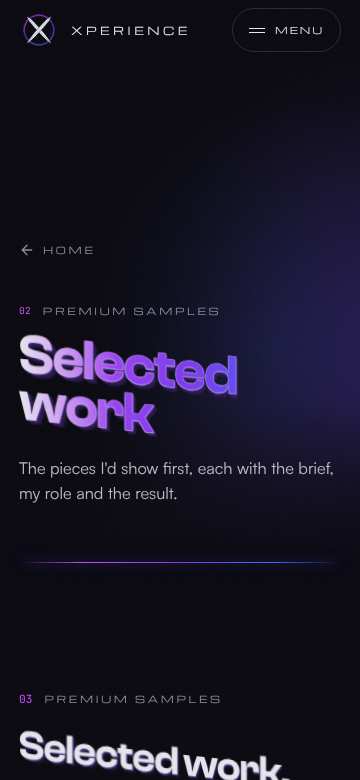 XPERIENCE
MENU
HOME
02 PREMIUM SAMPLES
Selected
work
The pieces I'd show first, each with the brief,
my role and the result.
03 PREMIUM SAMPLES
Selected work.